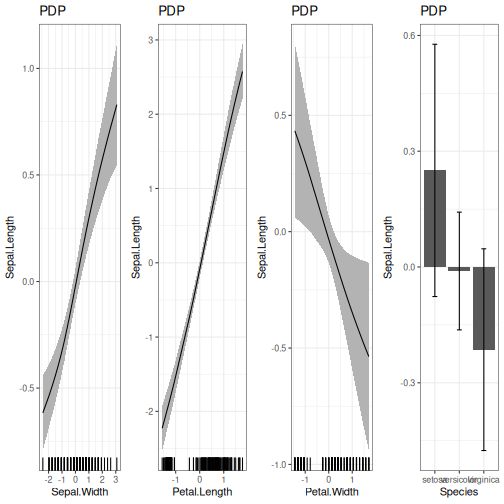 PDP PDP PDP PDP
Sepal.Length
1.0
0.5
0.0
-0.5
-2 -1 0 1 2 3
Sepal.Width
Sepal.Length
3
2
1
0
-1
-2
-1 0 1
Petal.Length
Sepal.Length
0.5
0.0
-0.5
-1.0
-1 0 1
Petal.Width
Sepal.Length
0.6
0.3
0.0
-0.3
setosa versicolor virginica
Species